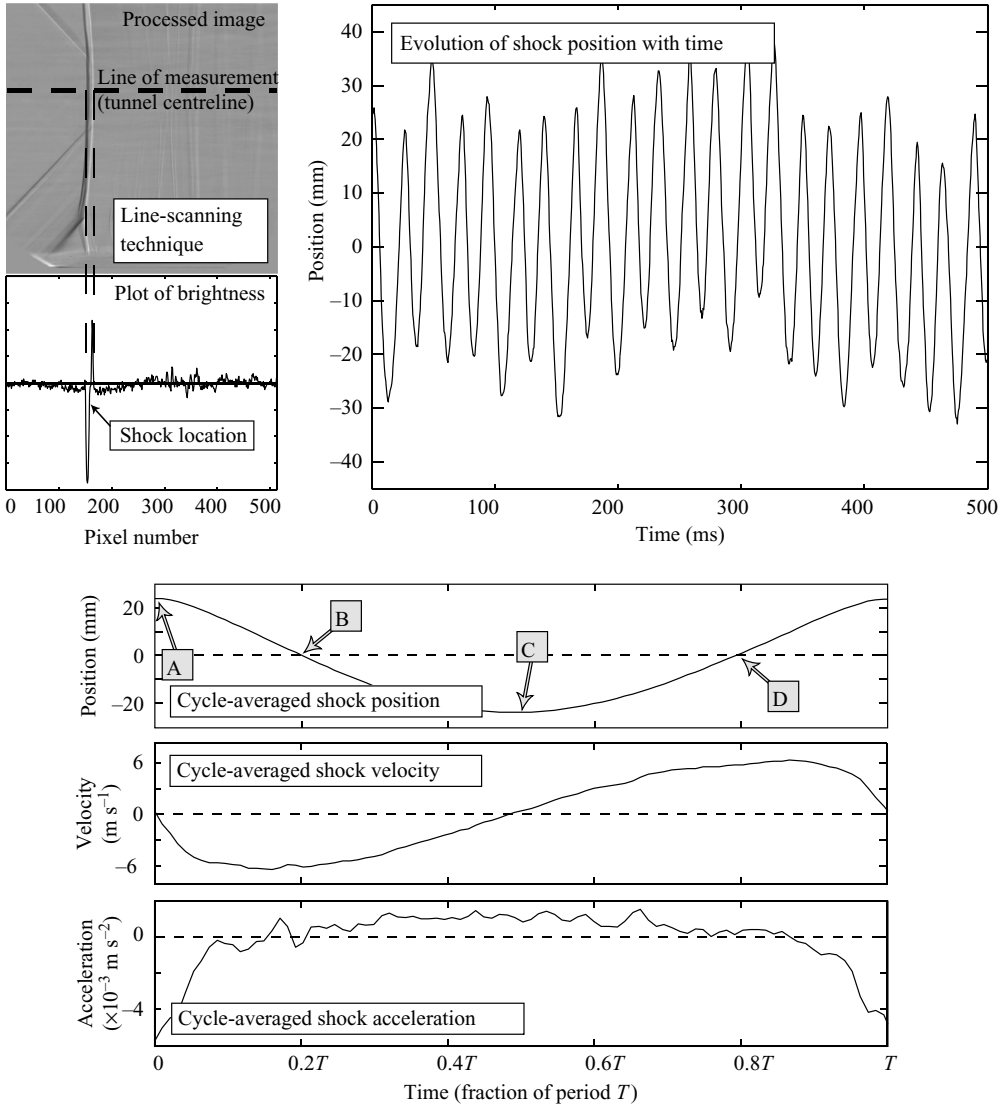 Processed image
Line of measurement
(tunnel centreline)
Line-scanning
technique
Plot of brightness
Shock location
0 100 200 300 400 500
Pixel number
Evolution of shock position with time
40
30
20
10
0
–10
–20
–30
–40
Position (mm)
0 100 200 300 400 500
Time (ms)
20
0
–20
Position (mm)
A
B
C
D
Cycle-averaged shock position
6
0
–6
Velocity
(m s⁻¹)
Cycle-averaged shock velocity
0
–4
Acceleration
(×10⁻³ m s⁻²)
Cycle-averaged shock acceleration
0 0.2T 0.4T 0.6T 0.8T T
Time (fraction of period T)